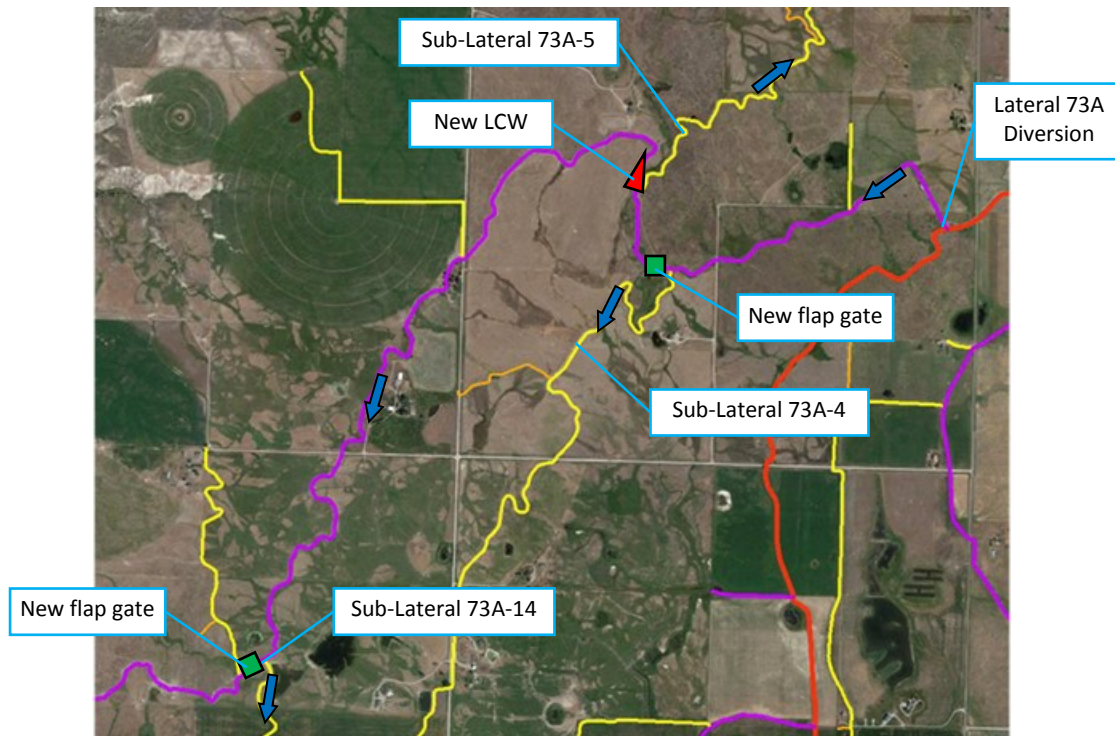 Sub-Lateral 73A-5
New LCW
Lateral 73A
Diversion
New flap gate
Sub-Lateral 73A-4
New flap gate
Sub-Lateral 73A-14